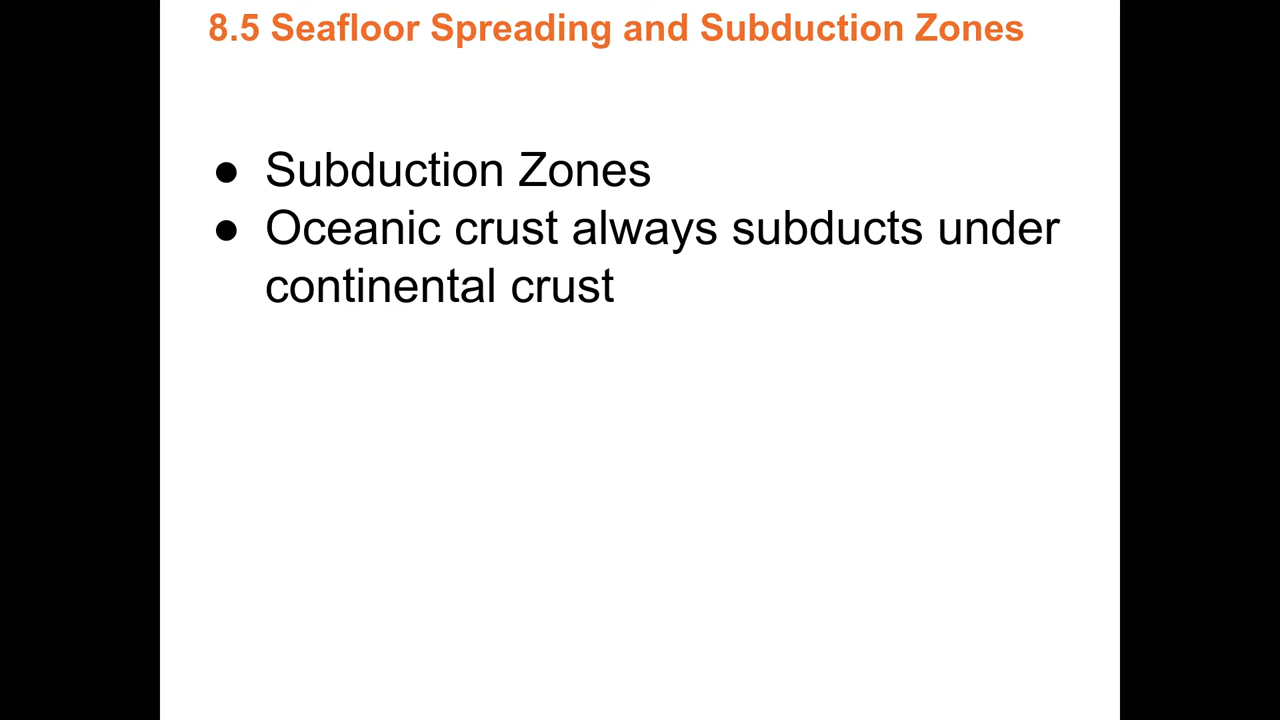 8.5 Seafloor Spreading and Subduction Zones
● Subduction Zones
● Oceanic crust always subducts under
continental crust